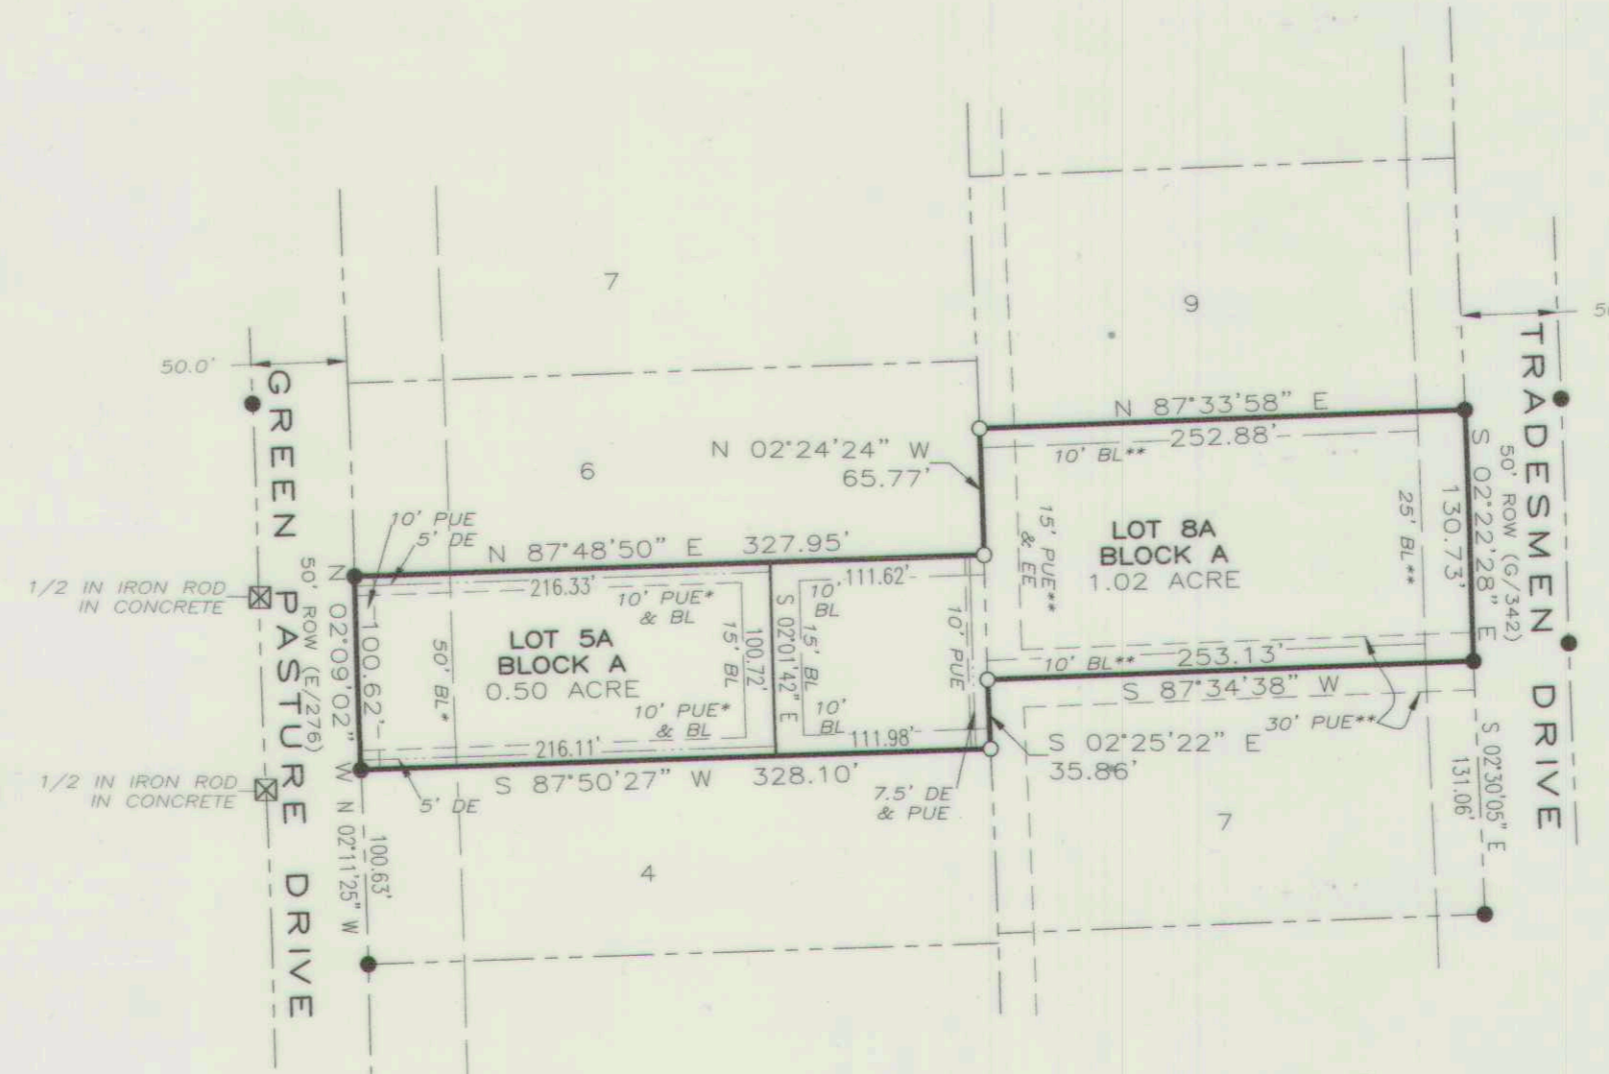 7
9
50.0'
GREEN PASTURE DRIVE
50' ROW (E/276)
TRADESMEN DRIVE
50' ROW (G/342)
N 87°33'58" E
252.88'
10' BL**
N 02°24'24" W
65.77'
6
10' PUE
5' DE
N 87°48'50" E 327.95'
1/2 IN IRON ROD
IN CONCRETE
216.33'
10' PUE*
& BL
111.62'
10'
BL
15' PUE**
& EE
LOT 8A
BLOCK A
1.02 ACRE
25' BL**
130.73'
S 02°22'28" E
N 02°09'02" W
100.62'
50' BL*
LOT 5A
BLOCK A
0.50 ACRE
15' BL
100.72'
S 02°01'42" E
15' BL
10' PUE
10' BL**
253.13'
S 87°34'38" W
30' PUE**
10' PUE*
& BL
10'
BL
216.11'
111.98'
S 87°50'27" W 328.10'
S 02°25'22" E
35.86'
1/2 IN IRON ROD
IN CONCRETE
5' DE
7.5' DE
& PUE
7
S 02°30'05" E
131.06'
4
100.63'
N 02°11'25" W